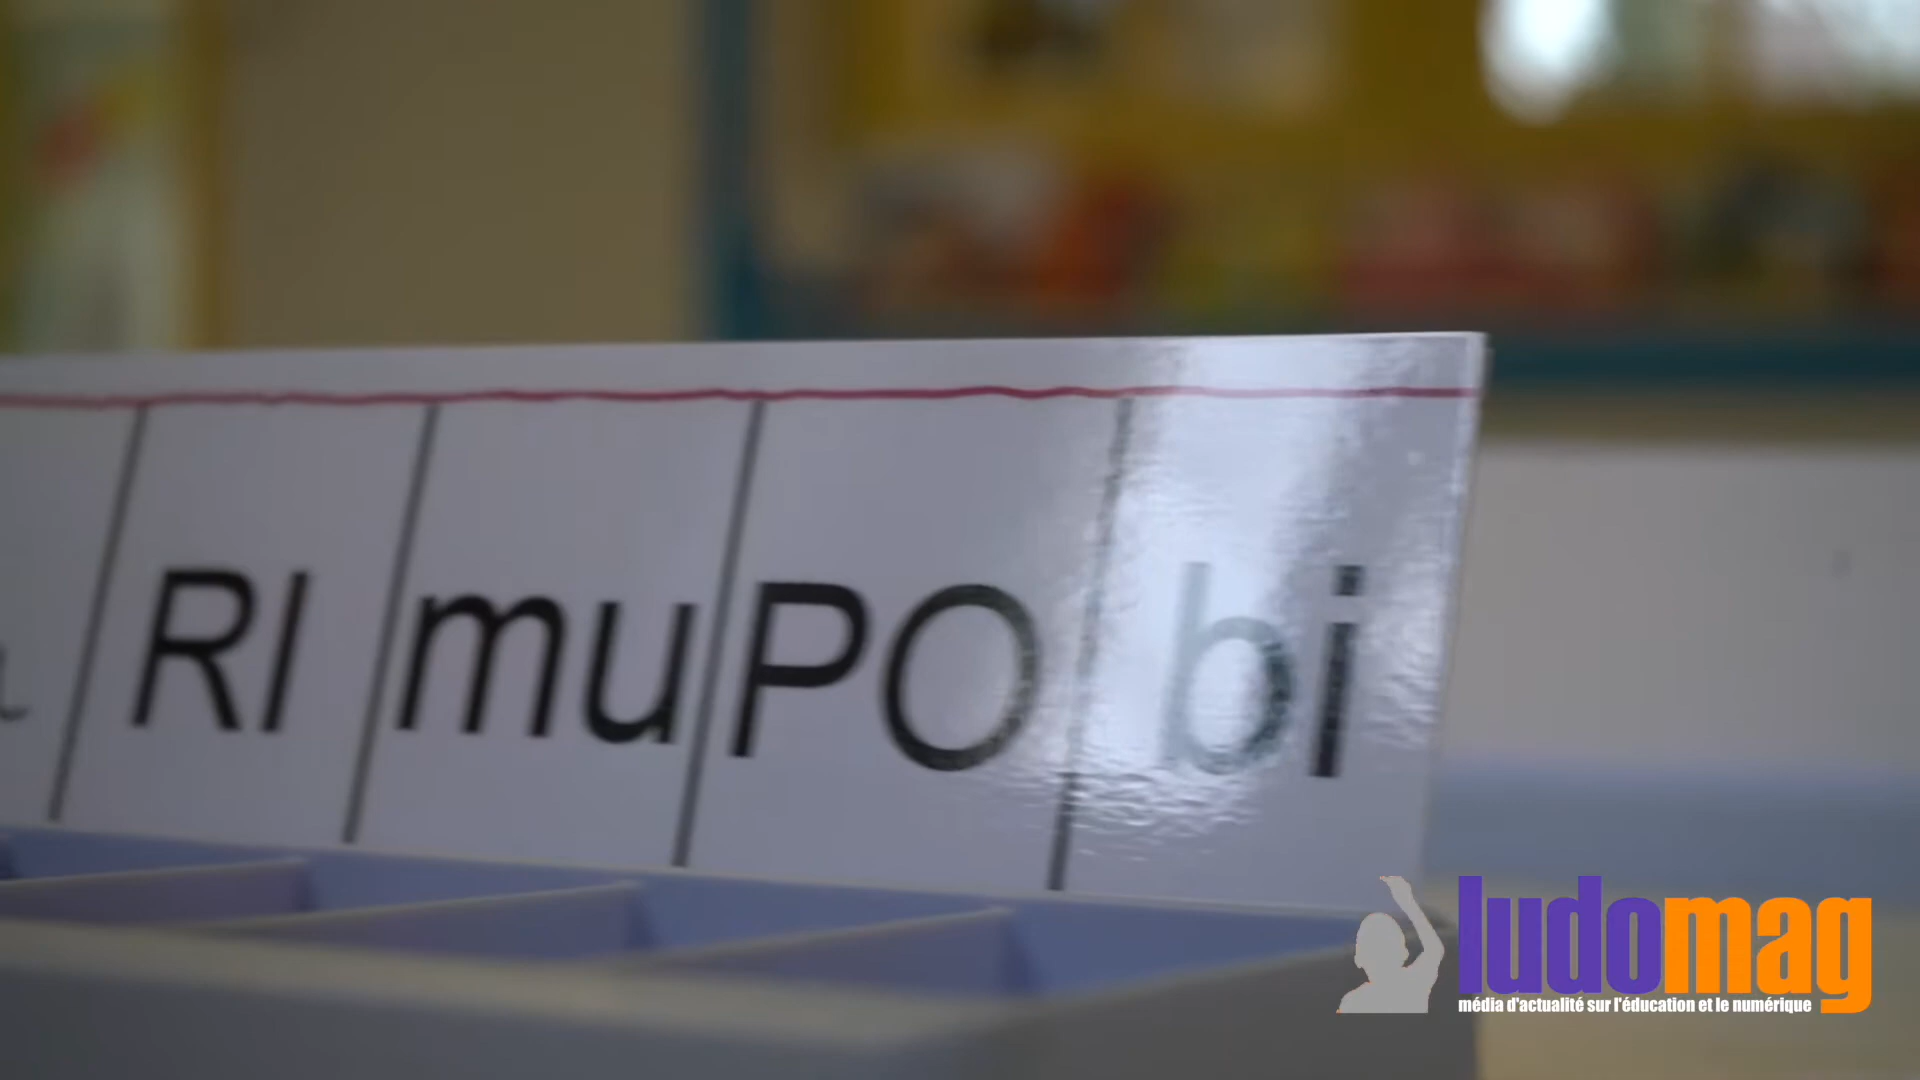 RI mu PO bi
ludomag
média d'actualité sur l'éducation et le numérique